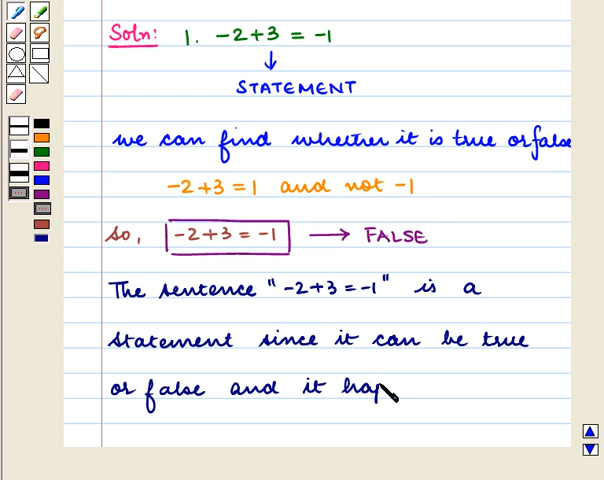 Soln: 1. -2+3 = -1
↓
STATEMENT
we can find whether it is true or false
-2+3 = 1 and not -1
so, -2+3 = -1 → FALSE
The sentence "-2+3 = -1" is a
statement since it can be true
or false and it hap